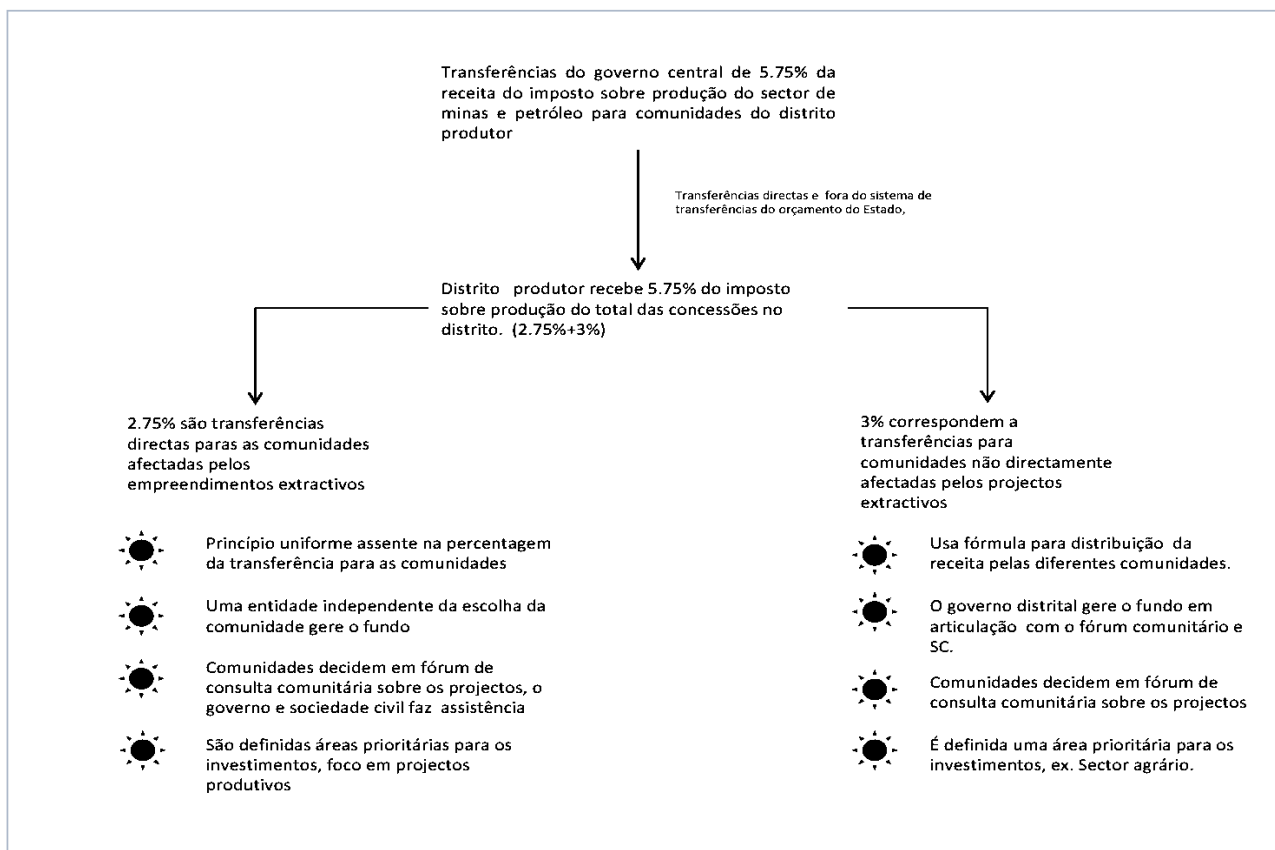 Transferências do governo central de 5.75% da
receita do imposto sobre produção do sector de
minas e petróleo para comunidades do distrito
produtor
Transferências directas e fora do sistema de
transferências do orçamento do Estado,
Distrito produtor recebe 5.75% do imposto
sobre produção do total das concessões no
distrito. (2.75%+3%)
2.75% são transferências
directas paras as comunidades
afectadas pelos
empreendimentos extractivos
Princípio uniforme assente na percentagem
da transferência para as comunidades
Uma entidade independente da escolha da
comunidade gere o fundo
Comunidades decidem em fórum de
consulta comunitária sobre os projectos, o
governo e sociedade civil faz assistência
São definidas áreas prioritárias para os
investimentos, foco em projectos
produtivos
3% correspondem a
transferências para
comunidades não directamente
afectadas pelos projectos
extractivos
Usa fórmula para distribuição da
receita pelas diferentes comunidades.
O governo distrital gere o fundo em
articulação com o fórum comunitário e
SC.
Comunidades decidem em fórum de
consulta comunitária sobre os projectos
É definida uma área prioritária para os
investimentos, ex. Sector agrário.